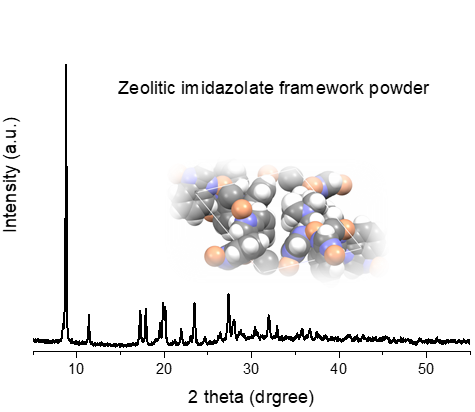 Zeolitic imidazolate framework powder
Intensity (a.u.)
10 20 30 40 50
2 theta (drgree)